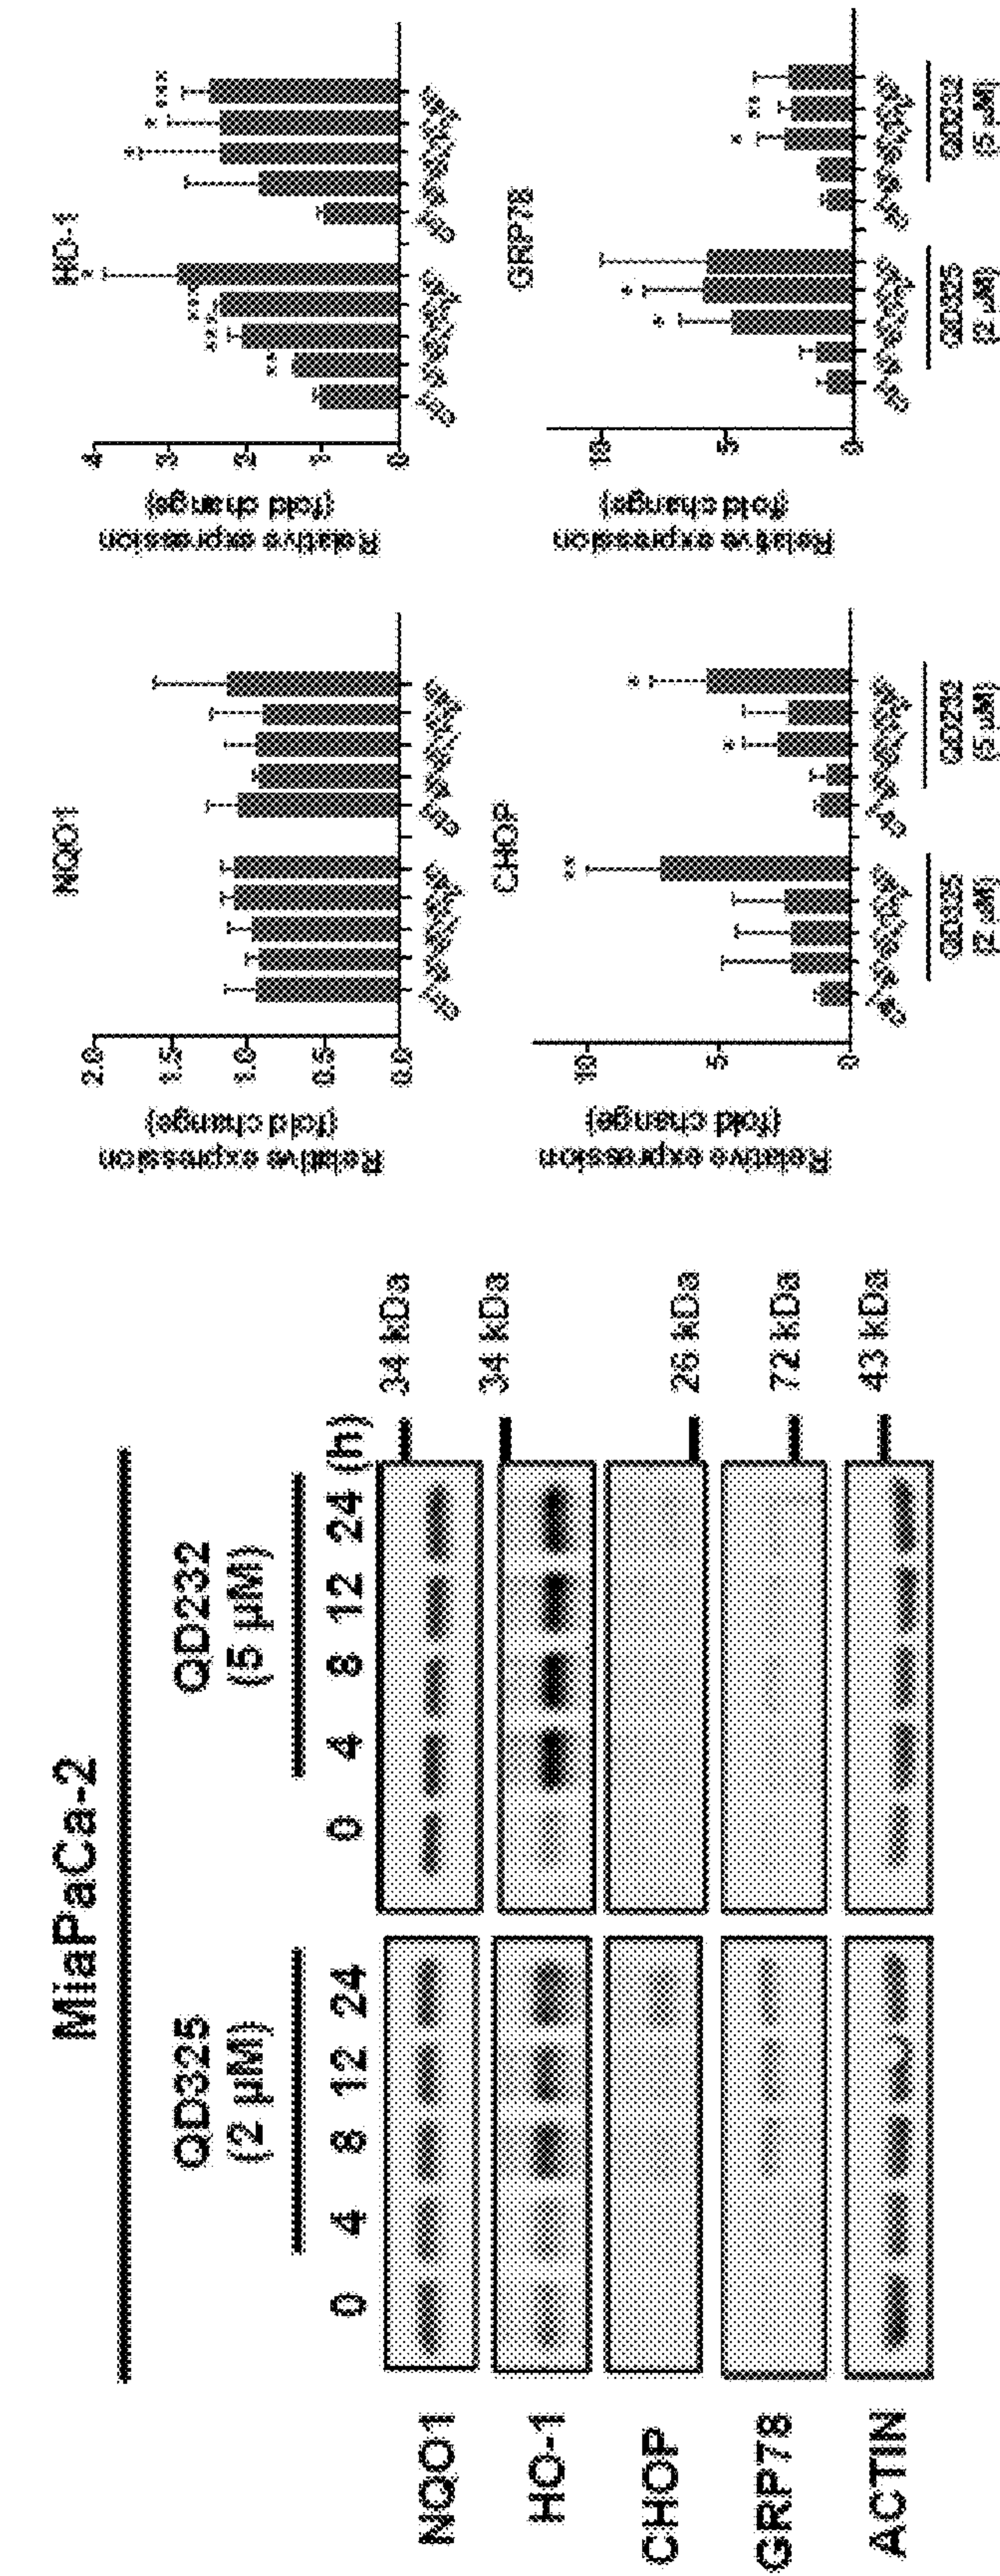 MiaPaCa-2
QD325 QD232
(2 µM) (5 µM)
0 4 8 12 24 0 4 8 12 24 (h)
NQO1 34 kDa
HO-1 34 kDa
CHOP 26 kDa
GRP78 72 kDa
ACTIN 43 kDa
NQO1
Relative expression
(fold change)
2.0
1.5
1.0
0.5
0.0
HO-1
Relative expression
(fold change)
4
3
2
1
0
CHOP
Relative expression
(fold change)
10
5
0
QD325 QD232
(2 µM) (5 µM)
GRP78
Relative expression
(fold change)
10
5
0
QD325 QD232
(2 µM) (5 µM)